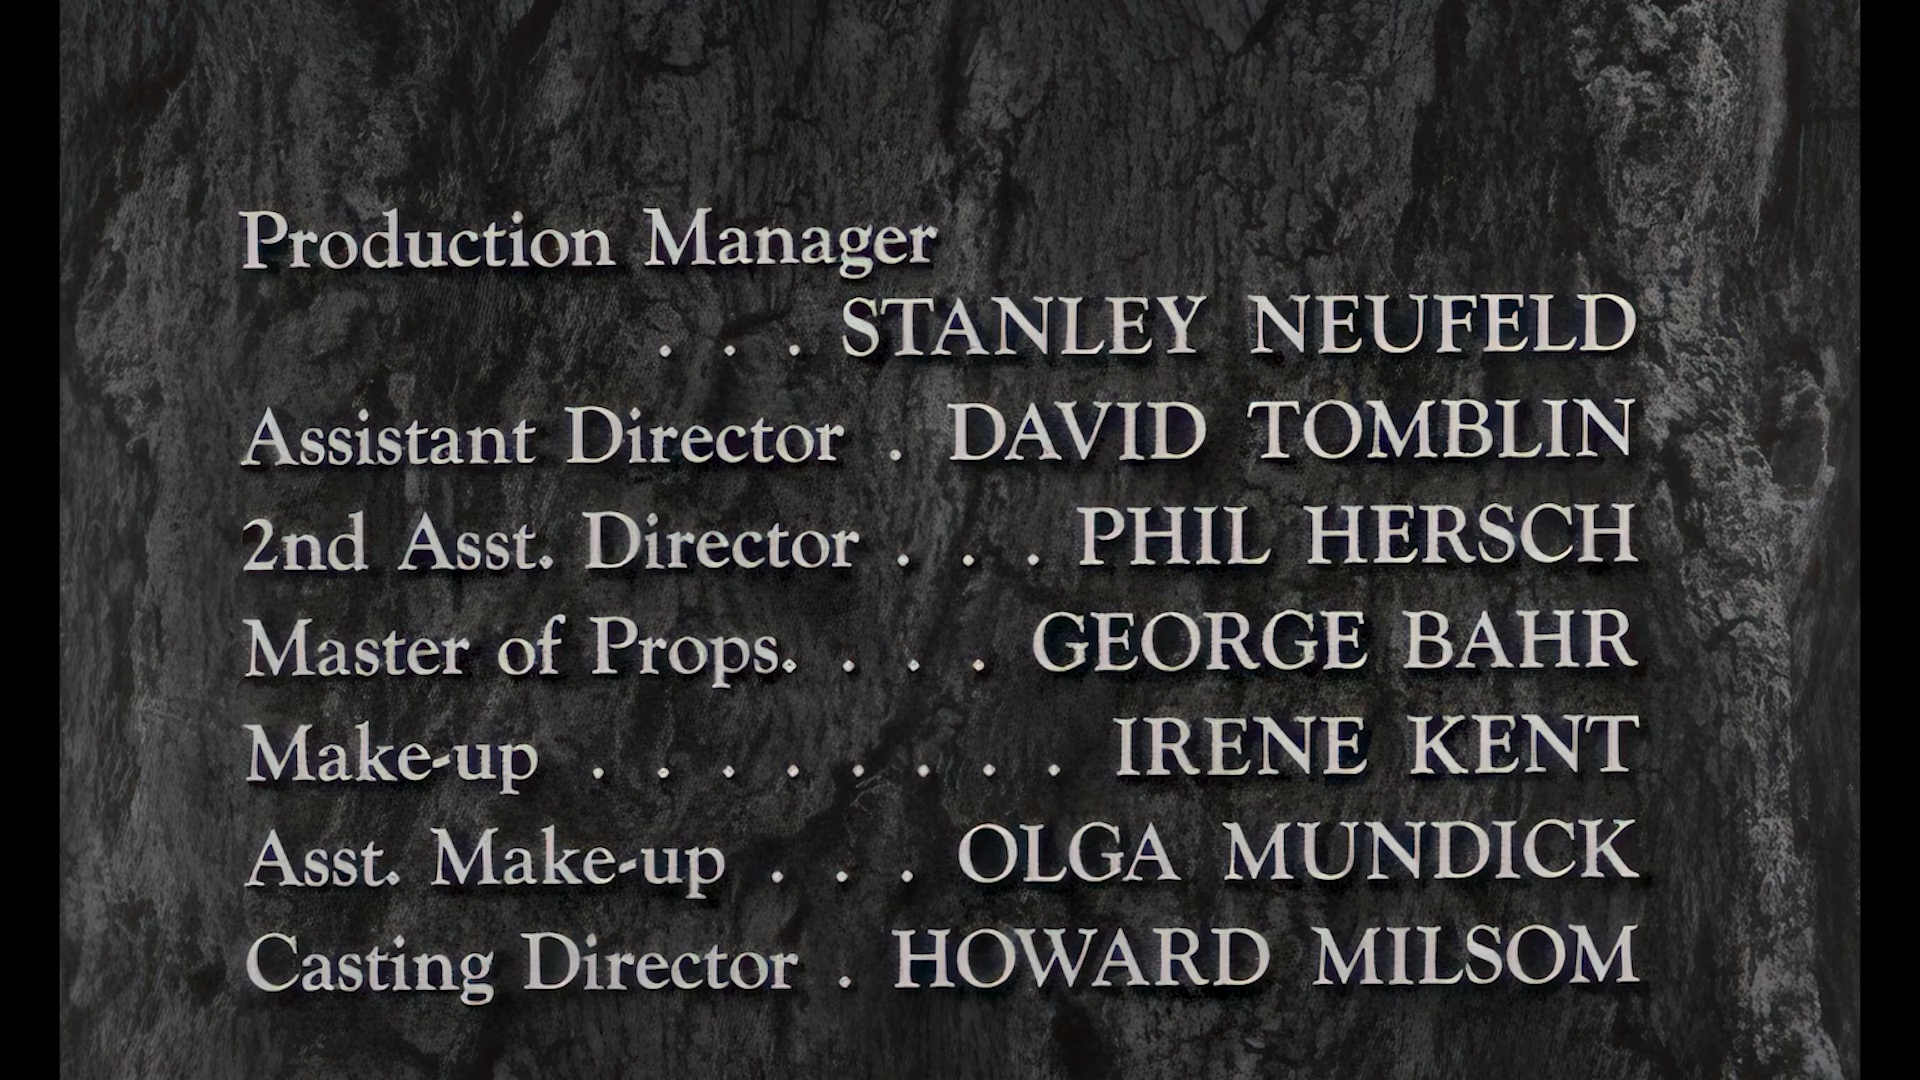 Production Manager
. . . STANLEY NEUFELD
Assistant Director . DAVID TOMBLIN
2nd Asst. Director . . . PHIL HERSCH
Master of Props. . . . GEORGE BAHR
Make-up . . . . . . . . IRENE KENT
Asst. Make-up . . . OLGA MUNDICK
Casting Director . HOWARD MILSOM